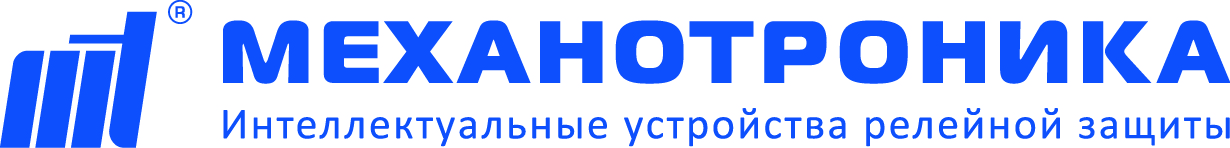 ®
МЕХАНОТРОНИКА
Интеллектуальные устройства релейной защиты